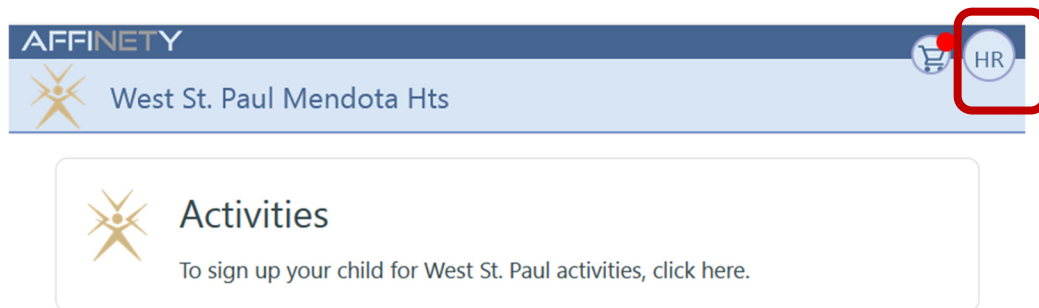 AFFINETY
HR
West St. Paul Mendota Hts
Activities
To sign up your child for West St. Paul activities, click here.